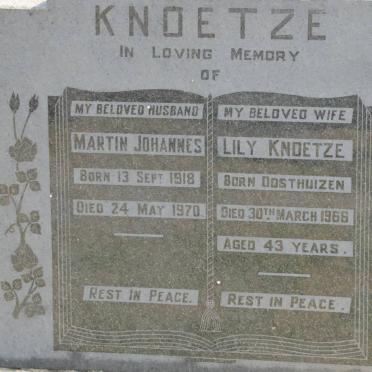 KNOETZE
IN LOVING MEMORY
OF
MY BELOVED HUSBAND
MARTIN JOHANNES
BORN 13 SEPT 1918
DIED 24 MAY 1970
REST IN PEACE.
MY BELOVED WIFE
LILY KNOETZE
BORN OOSTHUIZEN
DIED 30TH MARCH 1966
AGED 43 YEARS.
REST IN PEACE.